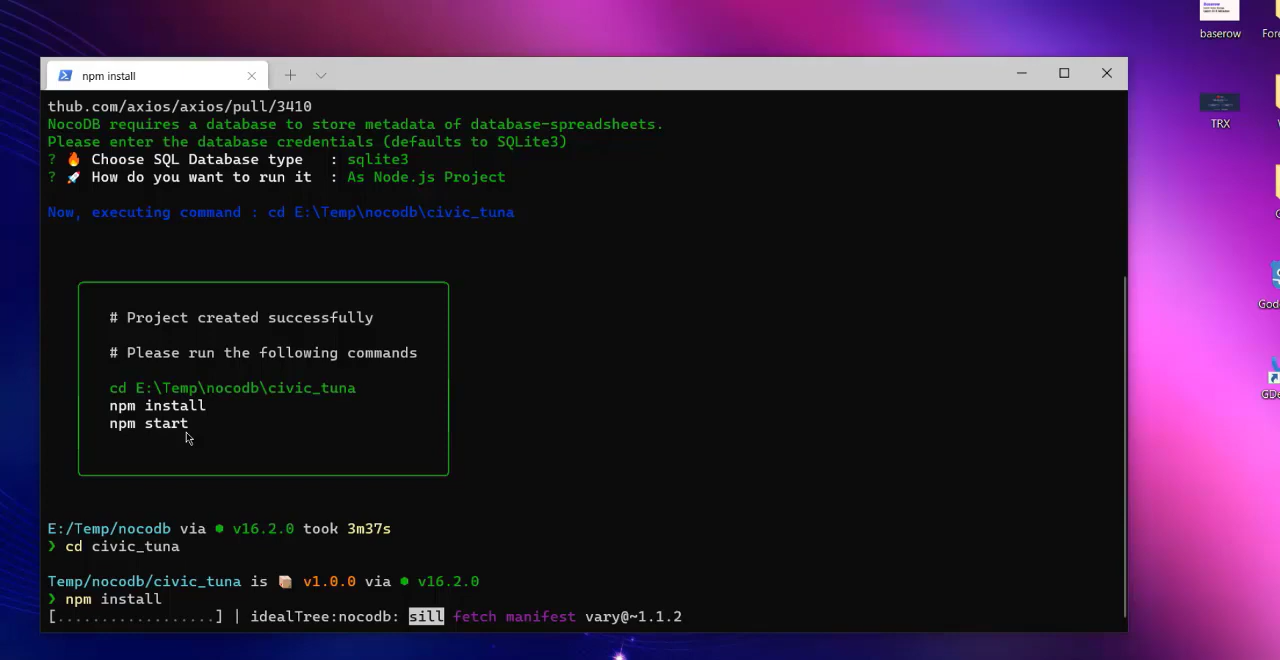 npm install
baserow
TRX
thub.com/axios/axios/pull/3410
NocoDB requires a database to store metadata of database-spreadsheets.
Please enter the database credentials (defaults to SQLite3)
? 🔥 Choose SQL Database type : sqlite3
? 🚀 How do you want to run it : As Node.js Project
Now, executing command : cd E:\Temp\nocodb\civic_tuna
# Project created successfully
# Please run the following commands
cd E:\Temp\nocodb\civic_tuna
npm install
npm start
E:/Temp/nocodb via ⬢ v16.2.0 took 3m37s
❯ cd civic_tuna
Temp/nocodb/civic_tuna is 📦 v1.0.0 via ⬢ v16.2.0
❯ npm install
[..................] | idealTree:nocodb: sill fetch manifest vary@~1.1.2